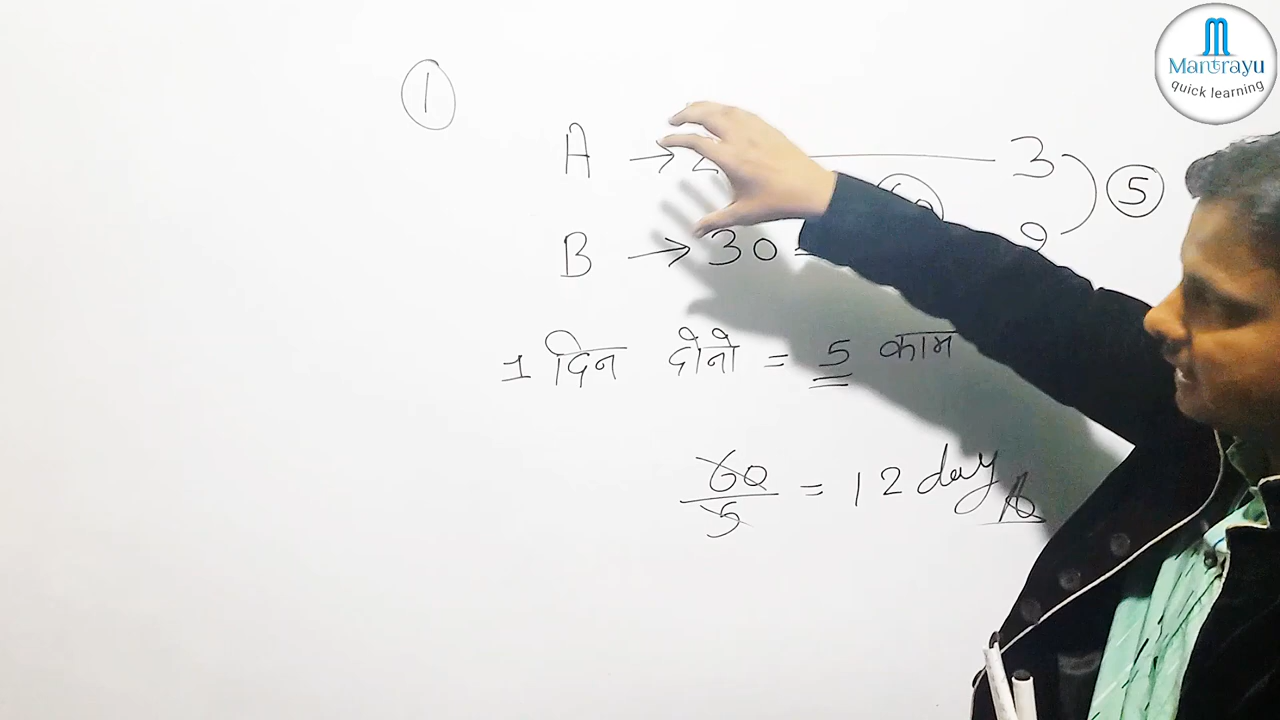 Mantrayu
quick learning
1
A → 2 3
5
B → 30
1 दिन दोनो = 5 काम
60/5 = 12 day